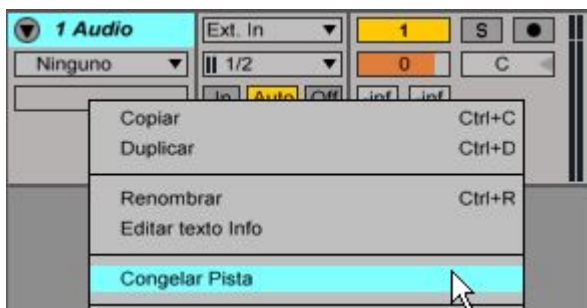 1 Audio Ext. In 1 S
Ninguno 1/2 0 C
In Auto Off -inf -inf
Copiar Ctrl+C
Duplicar Ctrl+D
Renombrar Ctrl+R
Editar texto Info
Congelar Pista